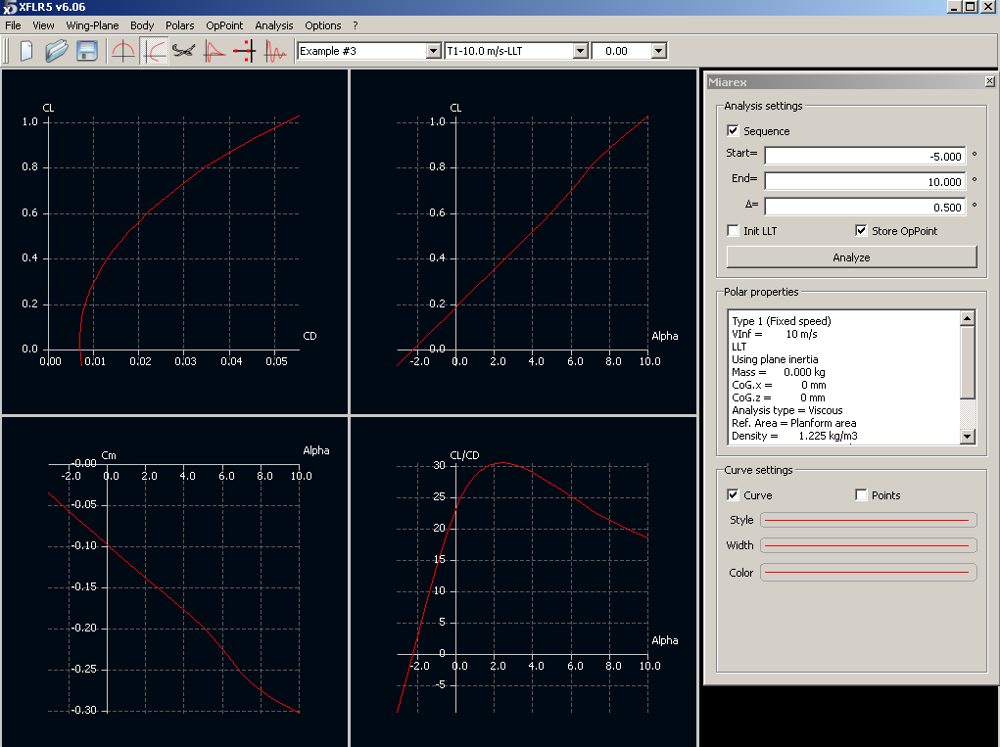 XFLR5 v6.06
File View Wing-Plane Body Polars OpPoint Analysis Options ?
Example #3 T1-10.0 m/s-LLT 0.00
CL
1.0
0.8
0.6
0.4
0.2
0.0
CD
0.00 0.01 0.02 0.03 0.04 0.05
CL
1.0
0.8
0.6
0.4
0.2
0.0
Alpha
-2.0 0.0 2.0 4.0 6.0 8.0 10.0
Cm
Alpha
-0.00
-2.0 0.0 2.0 4.0 6.0 8.0 10.0
-0.05
-0.10
-0.15
-0.20
-0.25
-0.30
CL/CD
30
25
20
15
10
5
0
-5
Alpha
-2.0 0.0 2.0 4.0 6.0 8.0 10.0
Miarex
Analysis settings
Sequence
Start= -5.000 °
End= 10.000 °
Δ= 0.500 °
Init LLT Store OpPoint
Analyze
Polar properties
Type 1 (Fixed speed)
VInf = 10 m/s
LLT
Using plane inertia
Mass = 0.000 kg
CoG.x = 0 mm
CoG.z = 0 mm
Analysis type = Viscous
Ref. Area = Planform area
Density = 1.225 kg/m3
Curve settings
Curve Points
Style
Width
Color